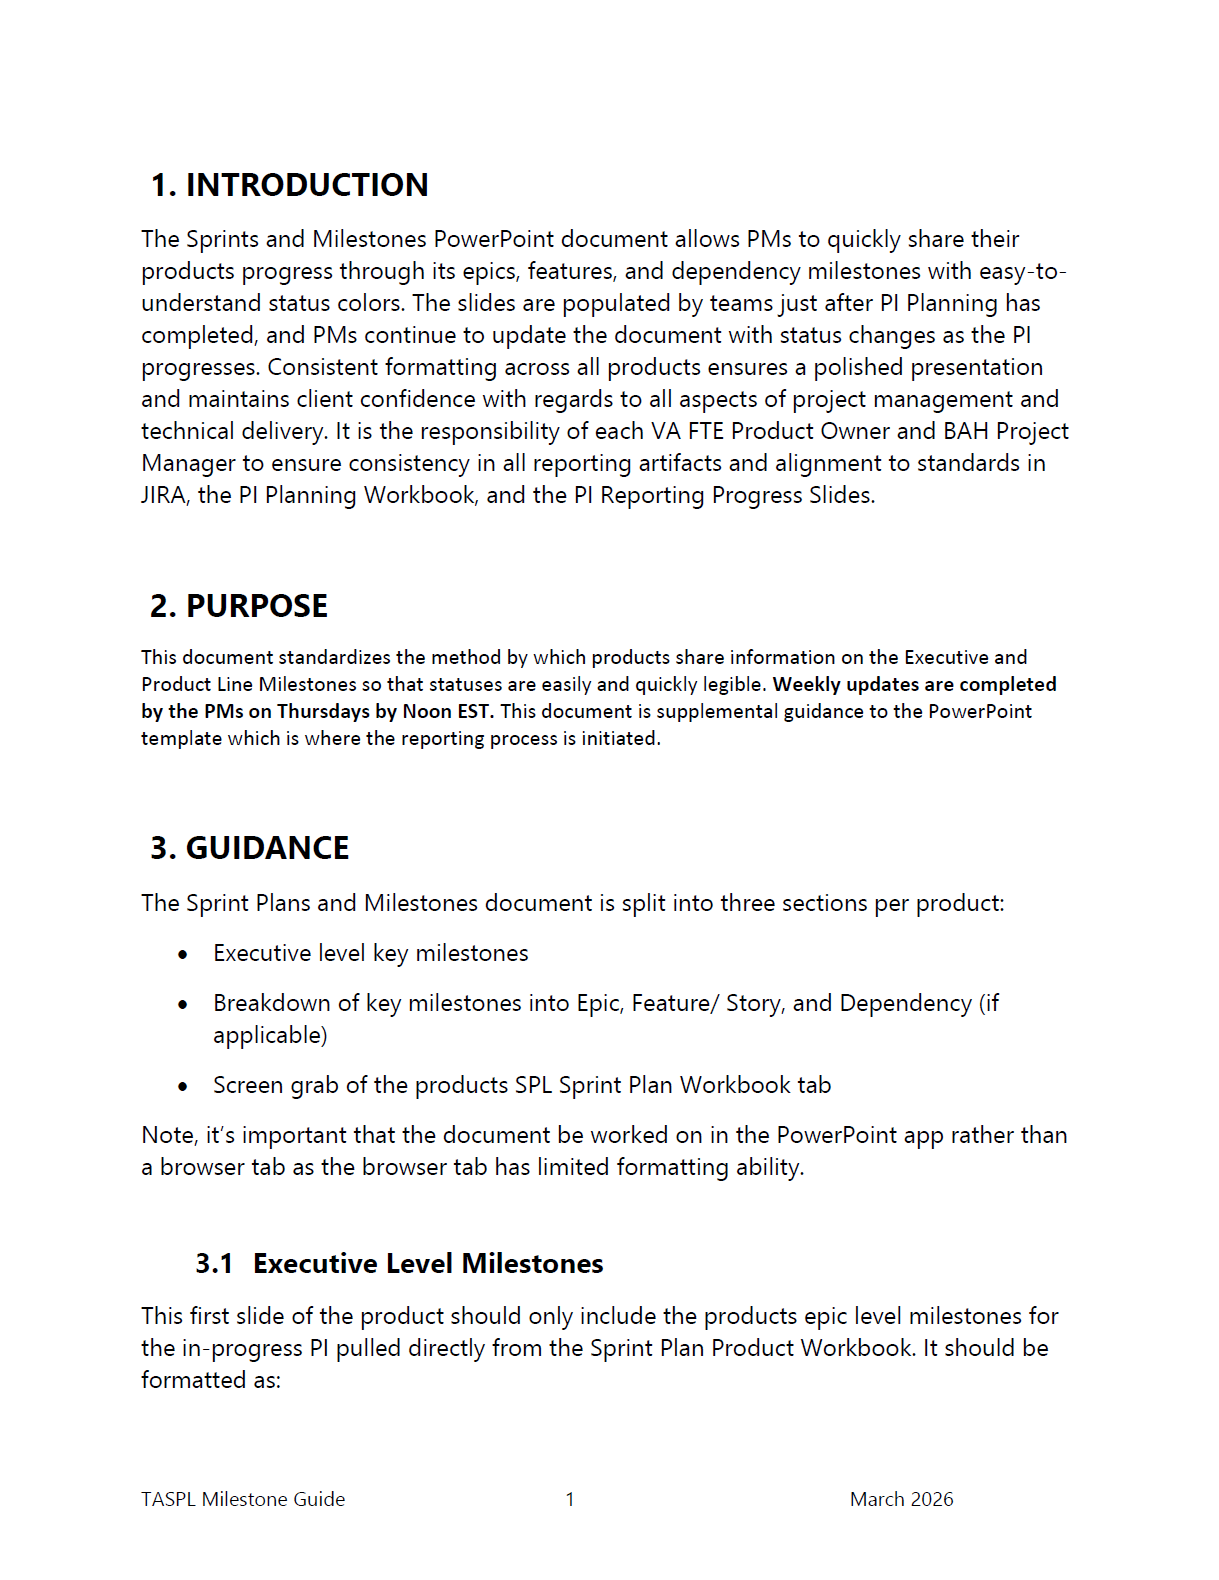 1. INTRODUCTION
The Sprints and Milestones PowerPoint document allows PMs to quickly share their
products progress through its epics, features, and dependency milestones with easy-to-
understand status colors. The slides are populated by teams just after PI Planning has
completed, and PMs continue to update the document with status changes as the PI
progresses. Consistent formatting across all products ensures a polished presentation
and maintains client confidence with regards to all aspects of project management and
technical delivery. It is the responsibility of each VA FTE Product Owner and BAH Project
Manager to ensure consistency in all reporting artifacts and alignment to standards in
JIRA, the PI Planning Workbook, and the PI Reporting Progress Slides.
2. PURPOSE
This document standardizes the method by which products share information on the Executive and
Product Line Milestones so that statuses are easily and quickly legible. Weekly updates are completed
by the PMs on Thursdays by Noon EST. This document is supplemental guidance to the PowerPoint
template which is where the reporting process is initiated.
3. GUIDANCE
The Sprint Plans and Milestones document is split into three sections per product:
• Executive level key milestones
• Breakdown of key milestones into Epic, Feature/ Story, and Dependency (if
applicable)
• Screen grab of the products SPL Sprint Plan Workbook tab
Note, it’s important that the document be worked on in the PowerPoint app rather than
a browser tab as the browser tab has limited formatting ability.
3.1 Executive Level Milestones
This first slide of the product should only include the products epic level milestones for
the in-progress PI pulled directly from the Sprint Plan Product Workbook. It should be
formatted as:
TASPL Milestone Guide 1 March 2026